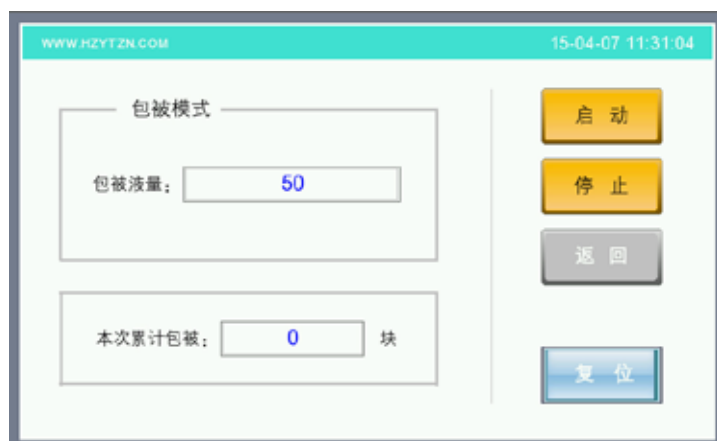 WWW.HZYTZN.COM 15-04-07 11:31:04
包被模式
包被液量: 50
本次累计包被: 0 块
启 动
停 止
返 回
复 位